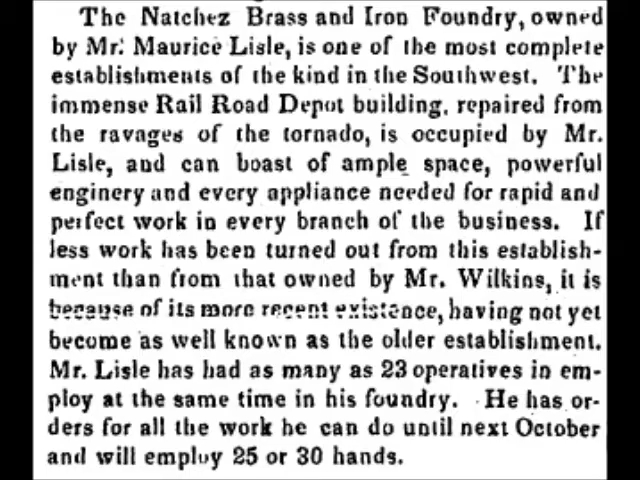 The Natchez Brass and Iron Foundry, owned
by Mr. Maurice Lisle, is one of the most complete
establishments of the kind in the Southwest. The
immense Rail Road Depot building, repaired from
the ravages of the tornado, is occupied by Mr.
Lisle, and can boast of ample space, powerful
enginery and every appliance needed for rapid and
perfect work in every branch of the business. If
less work has been turned out from this establish-
ment than from that owned by Mr. Wilkins, it is
because of its more recent existence, having not yet
become as well known as the older establishment.
Mr. Lisle has had as many as 23 operatives in em-
ploy at the same time in his foundry. He has or-
ders for all the work he can do until next October
and will employ 25 or 30 hands.